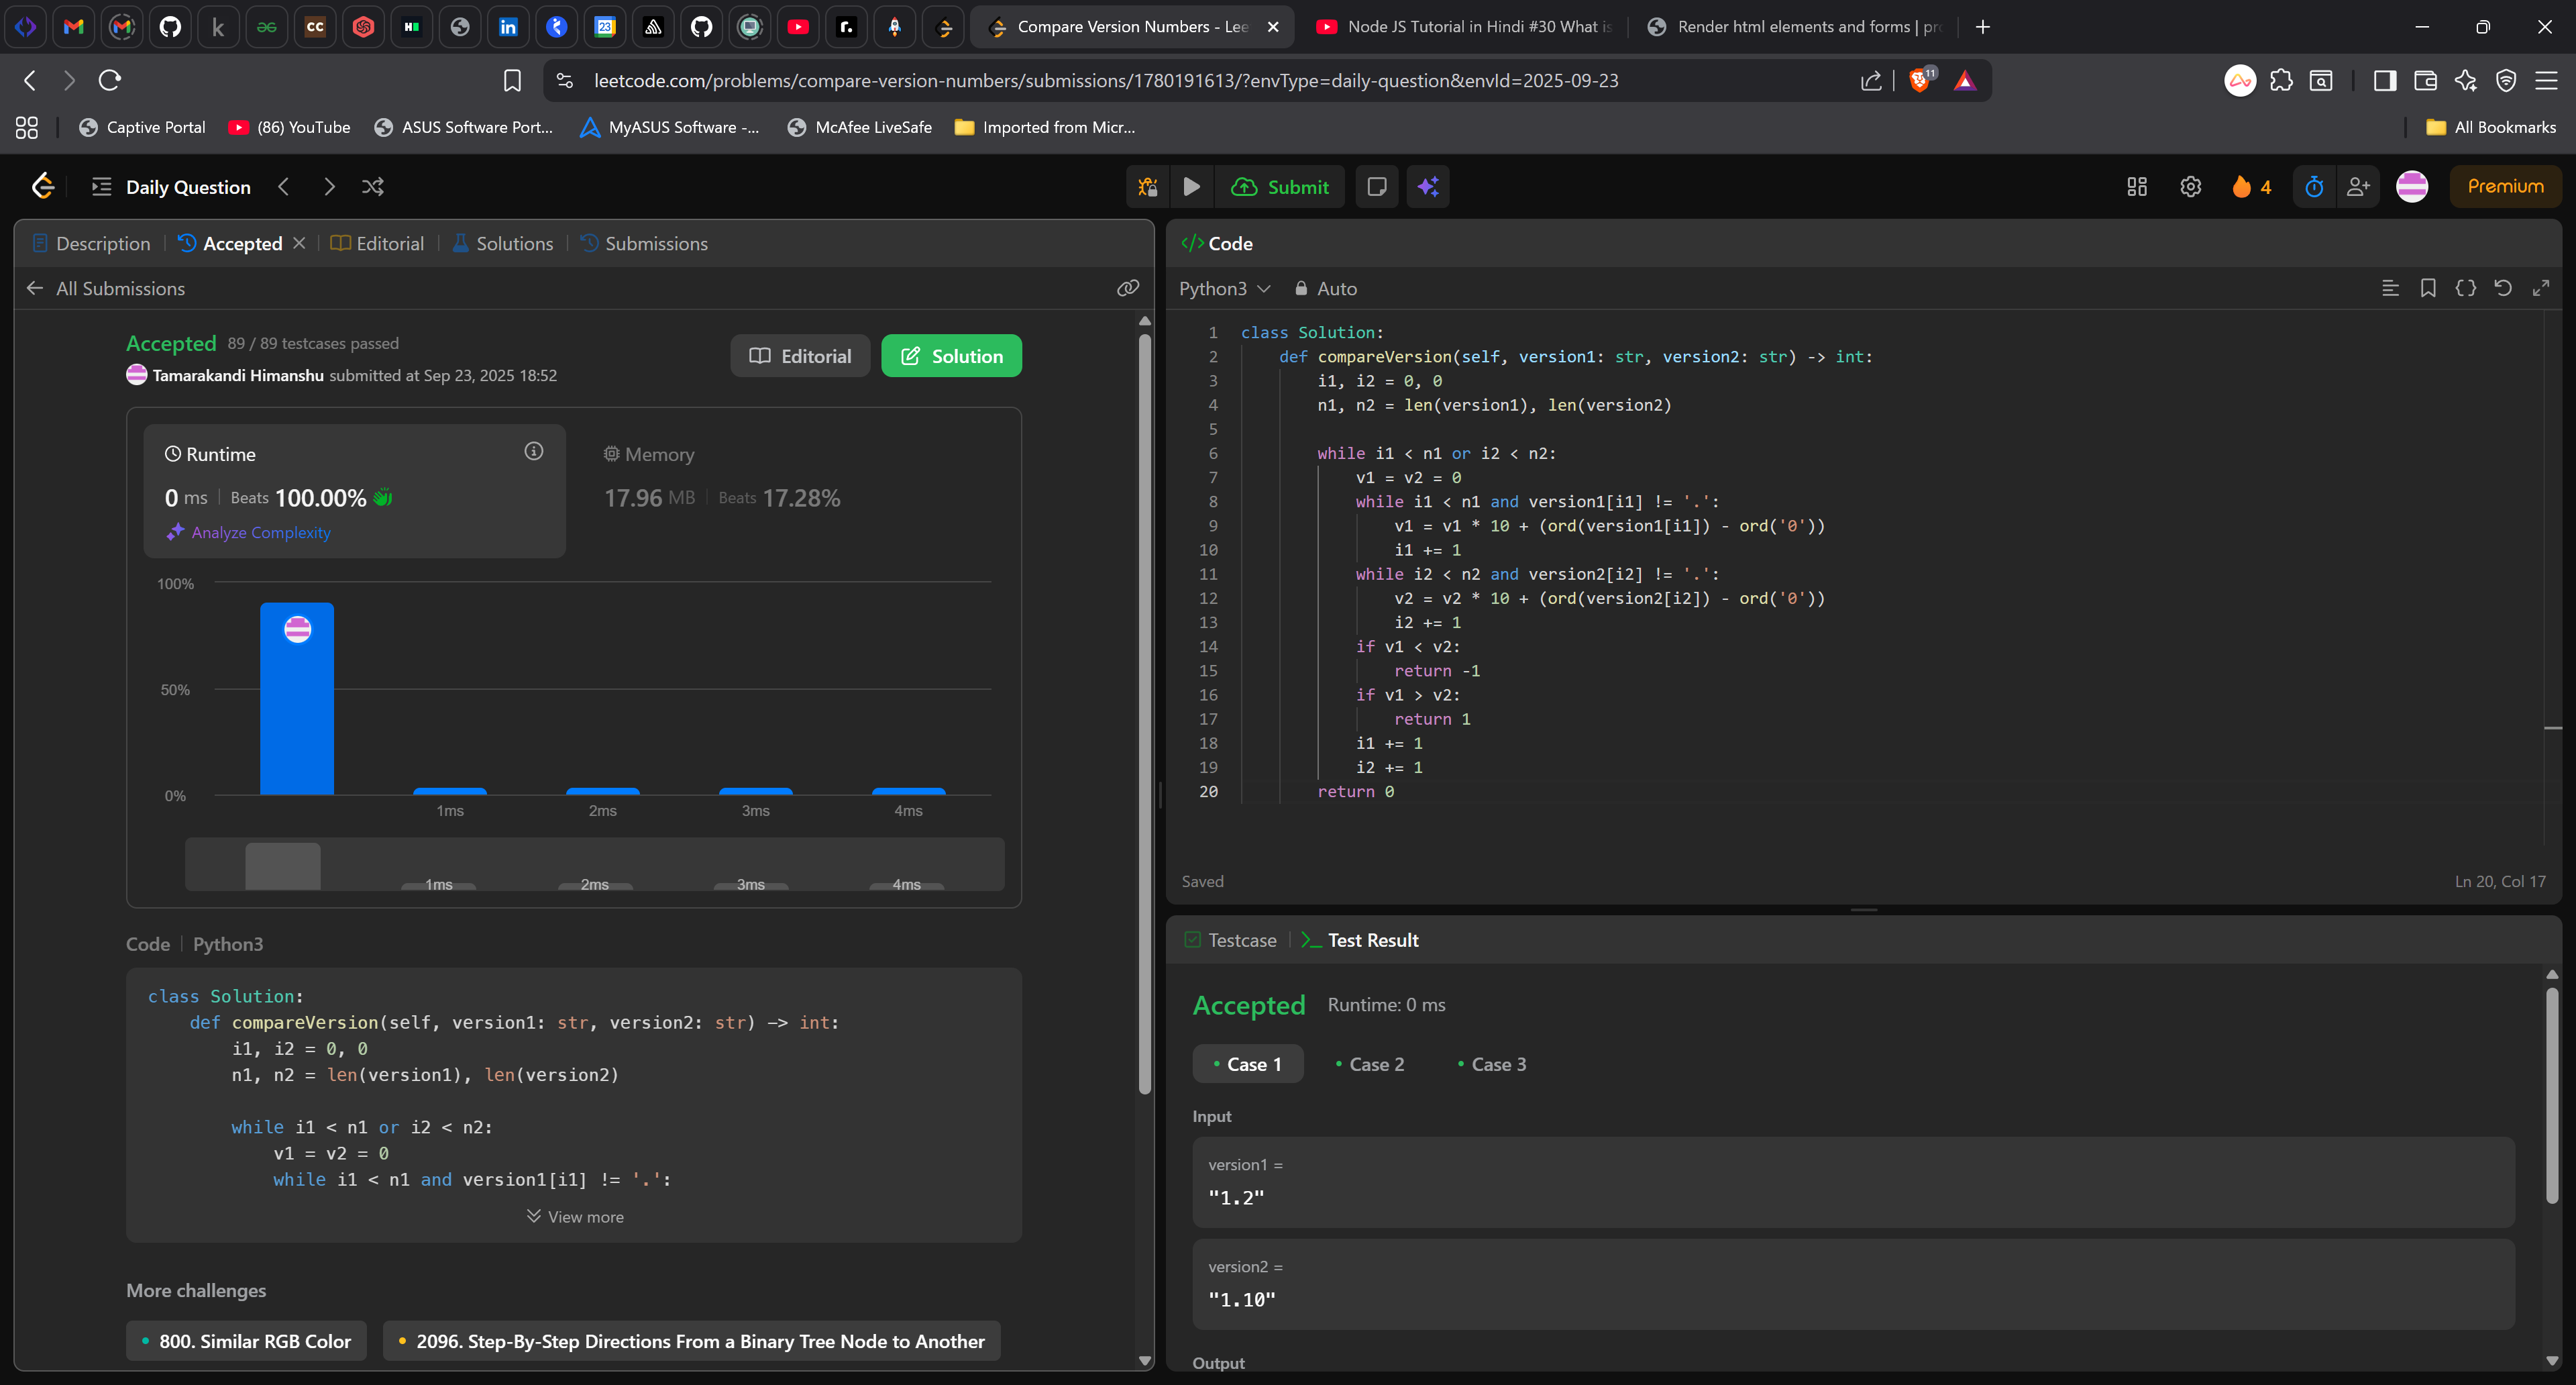 Compare Version Numbers - Lee
Node JS Tutorial in Hindi #30 What is
Render html elements and forms | pro
leetcode.com/problems/compare-version-numbers/submissions/1780191613/?envType=daily-question&envId=2025-09-23
11
Captive Portal
(86) YouTube
ASUS Software Port...
MyASUS Software -...
McAfee LiveSafe
Imported from Micr...
All Bookmarks
Daily Question
Submit
4
Premium
Description
Accepted
Editorial
Solutions
Submissions
All Submissions
Accepted 89 / 89 testcases passed
Tamarakandi Himanshu submitted at Sep 23, 2025 18:52
Editorial
Solution
Runtime
0 ms Beats 100.00%
Analyze Complexity
Memory
17.96 MB Beats 17.28%
100%
50%
0%
1ms 2ms 3ms 4ms
1ms 2ms 3ms 4ms
Code Python3
class Solution:
    def compareVersion(self, version1: str, version2: str) -> int:
        i1, i2 = 0, 0
        n1, n2 = len(version1), len(version2)
        while i1 < n1 or i2 < n2:
            v1 = v2 = 0
            while i1 < n1 and version1[i1] != '.':
View more
More challenges
800. Similar RGB Color
2096. Step-By-Step Directions From a Binary Tree Node to Another
</> Code
Python3 Auto
1 class Solution:
2     def compareVersion(self, version1: str, version2: str) -> int:
3         i1, i2 = 0, 0
4         n1, n2 = len(version1), len(version2)
5
6         while i1 < n1 or i2 < n2:
7             v1 = v2 = 0
8             while i1 < n1 and version1[i1] != '.':
9                 v1 = v1 * 10 + (ord(version1[i1]) - ord('0'))
10                 i1 += 1
11             while i2 < n2 and version2[i2] != '.':
12                 v2 = v2 * 10 + (ord(version2[i2]) - ord('0'))
13                 i2 += 1
14             if v1 < v2:
15                 return -1
16             if v1 > v2:
17                 return 1
18             i1 += 1
19             i2 += 1
20         return 0
Saved
Ln 20, Col 17
Testcase
Test Result
Accepted Runtime: 0 ms
Case 1
Case 2
Case 3
Input
version1 =
"1.2"
version2 =
"1.10"
Output